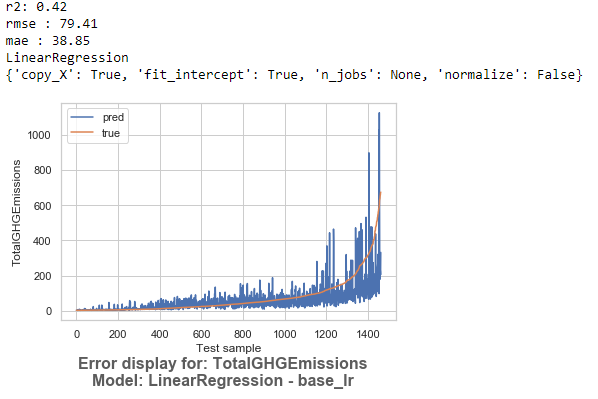 r2: 0.42
rmse : 79.41
mae : 38.85
LinearRegression
{'copy_X': True, 'fit_intercept': True, 'n_jobs': None, 'normalize': False}
pred
true
1000
800
600
400
200
0
TotalGHGEmissions
0 200 400 600 800 1000 1200 1400
Test sample
Error display for: TotalGHGEmissions
Model: LinearRegression - base_lr